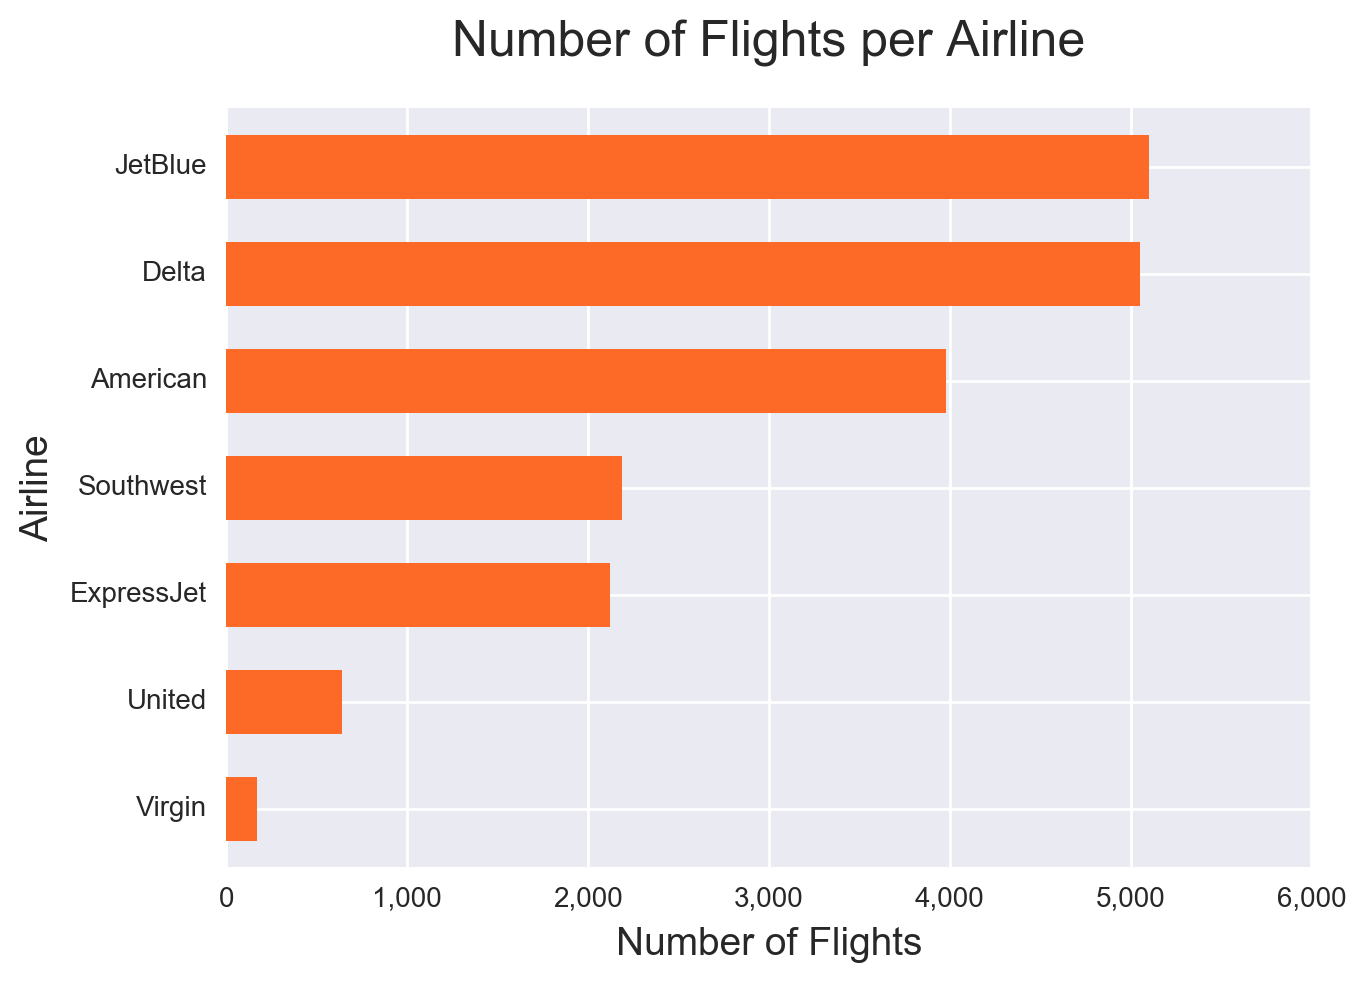 Number of Flights per Airline
JetBlue
Delta
American
Southwest
ExpressJet
United
Virgin
Airline
0 1,000 2,000 3,000 4,000 5,000 6,000
Number of Flights